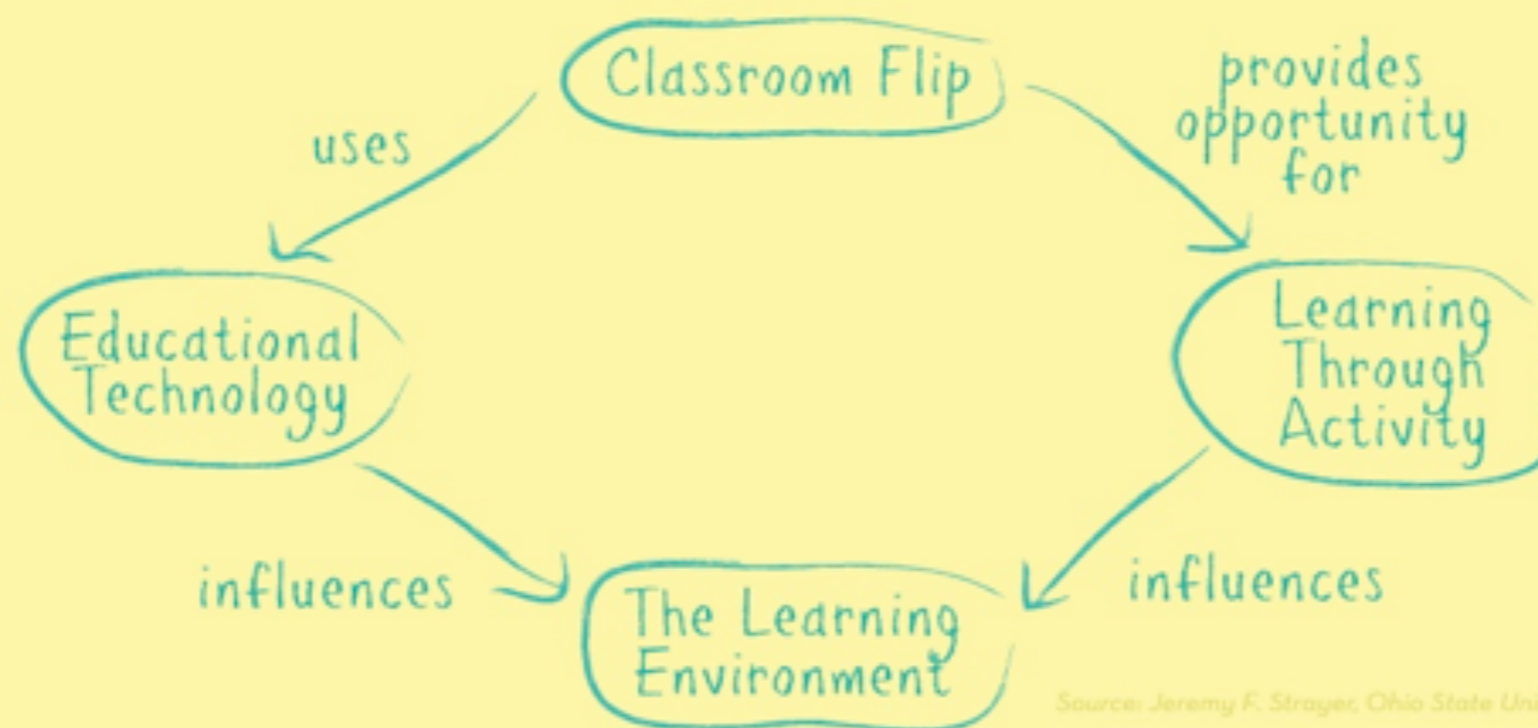 Classroom Flip
uses
provides
opportunity
for
Educational
Technology
Learning
Through
Activity
influences
influences
The Learning
Environment
Source: Jeremy F. Strayer, Ohio State Uni